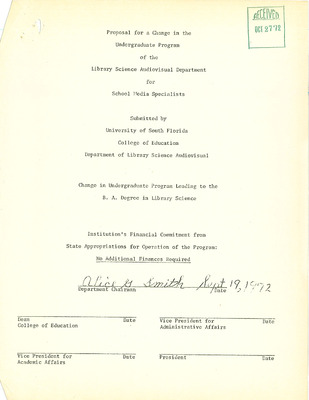 RECEIVED
OCT 27 '72
Proposal for a Change in the
Undergraduate Program
of the
Library Science Audiovisual Department
for
School Media Specialists
Submitted by
University of South Florida
College of Education
Department of Library Science Audiovisual
Change in Undergraduate Program Leading to the
B. A. Degree in Library Science
Institution's Financial Commitment from
State Appropriations for Operation of the Program:
No Additional Finances Required
Alice G. Smith Sept 19, 1972
Department Chairman Date
Dean Date Vice President for Date
College of Education Administrative Affairs
Vice President for Date President Date
Academic Affairs